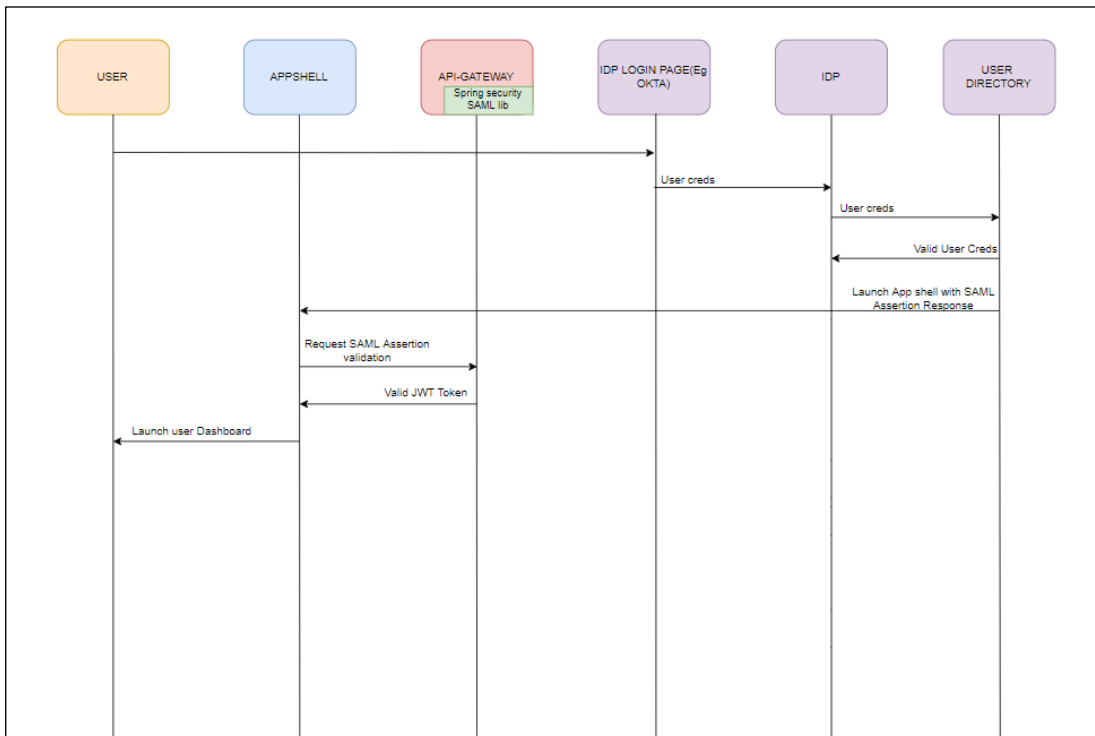 USER
APPSHELL
API-GATEWAY
Spring security
SAML lib
IDP LOGIN PAGE(Eg
OKTA)
IDP
USER
DIRECTORY
User creds
User creds
Valid User Creds
Launch App shell with SAML
Assertion Response
Request SAML Assertion
validation
Valid JWT Token
Launch user Dashboard